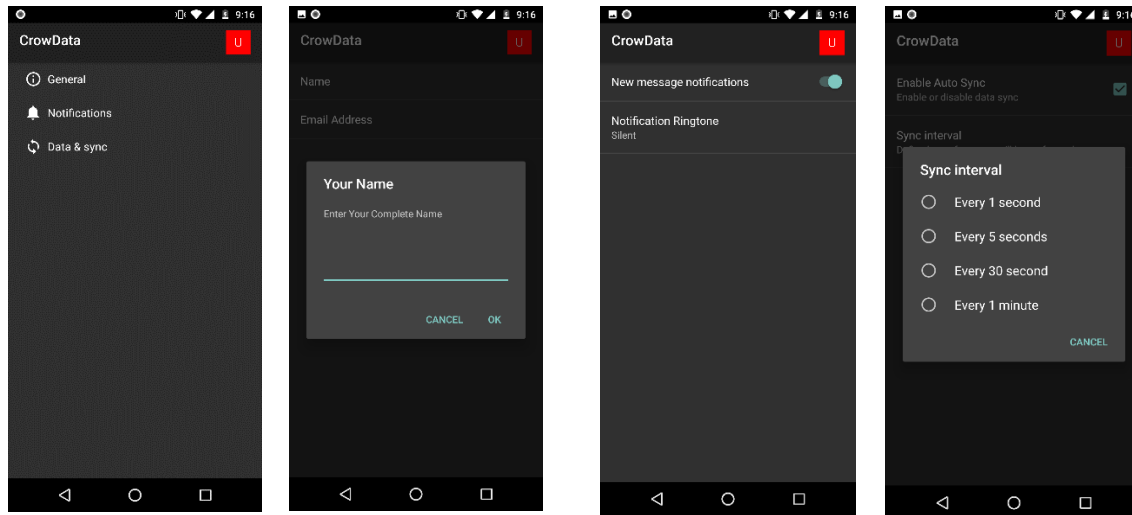 9:16
CrowData
U
General
Notifications
Data & sync
9:16
CrowData
U
Name
Email Address
Your Name
Enter Your Complete Name
CANCEL OK
9:16
CrowData
U
New message notifications
Notification Ringtone
Silent
9:16
CrowData
U
Enable Auto Sync
Enable or disable data sync
Sync interval
Sync interval
Every 1 second
Every 5 seconds
Every 30 second
Every 1 minute
CANCEL